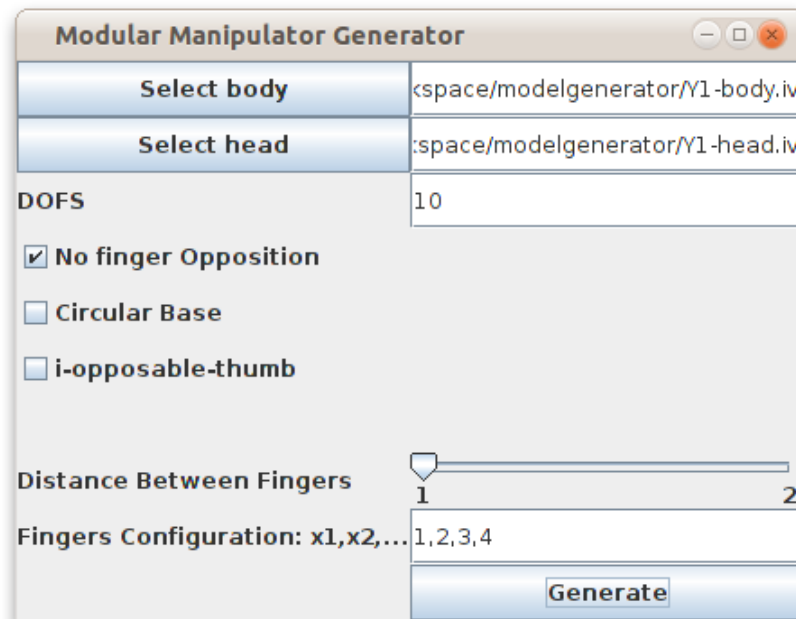 Modular Manipulator Generator
Select body space/modelgenerator/Y1-body.iv
Select head space/modelgenerator/Y1-head.iv
DOFS 10
No finger Opposition
Circular Base
i-opposable-thumb
Distance Between Fingers
1 2
Fingers Configuration: x1,x2,... 1,2,3,4
Generate